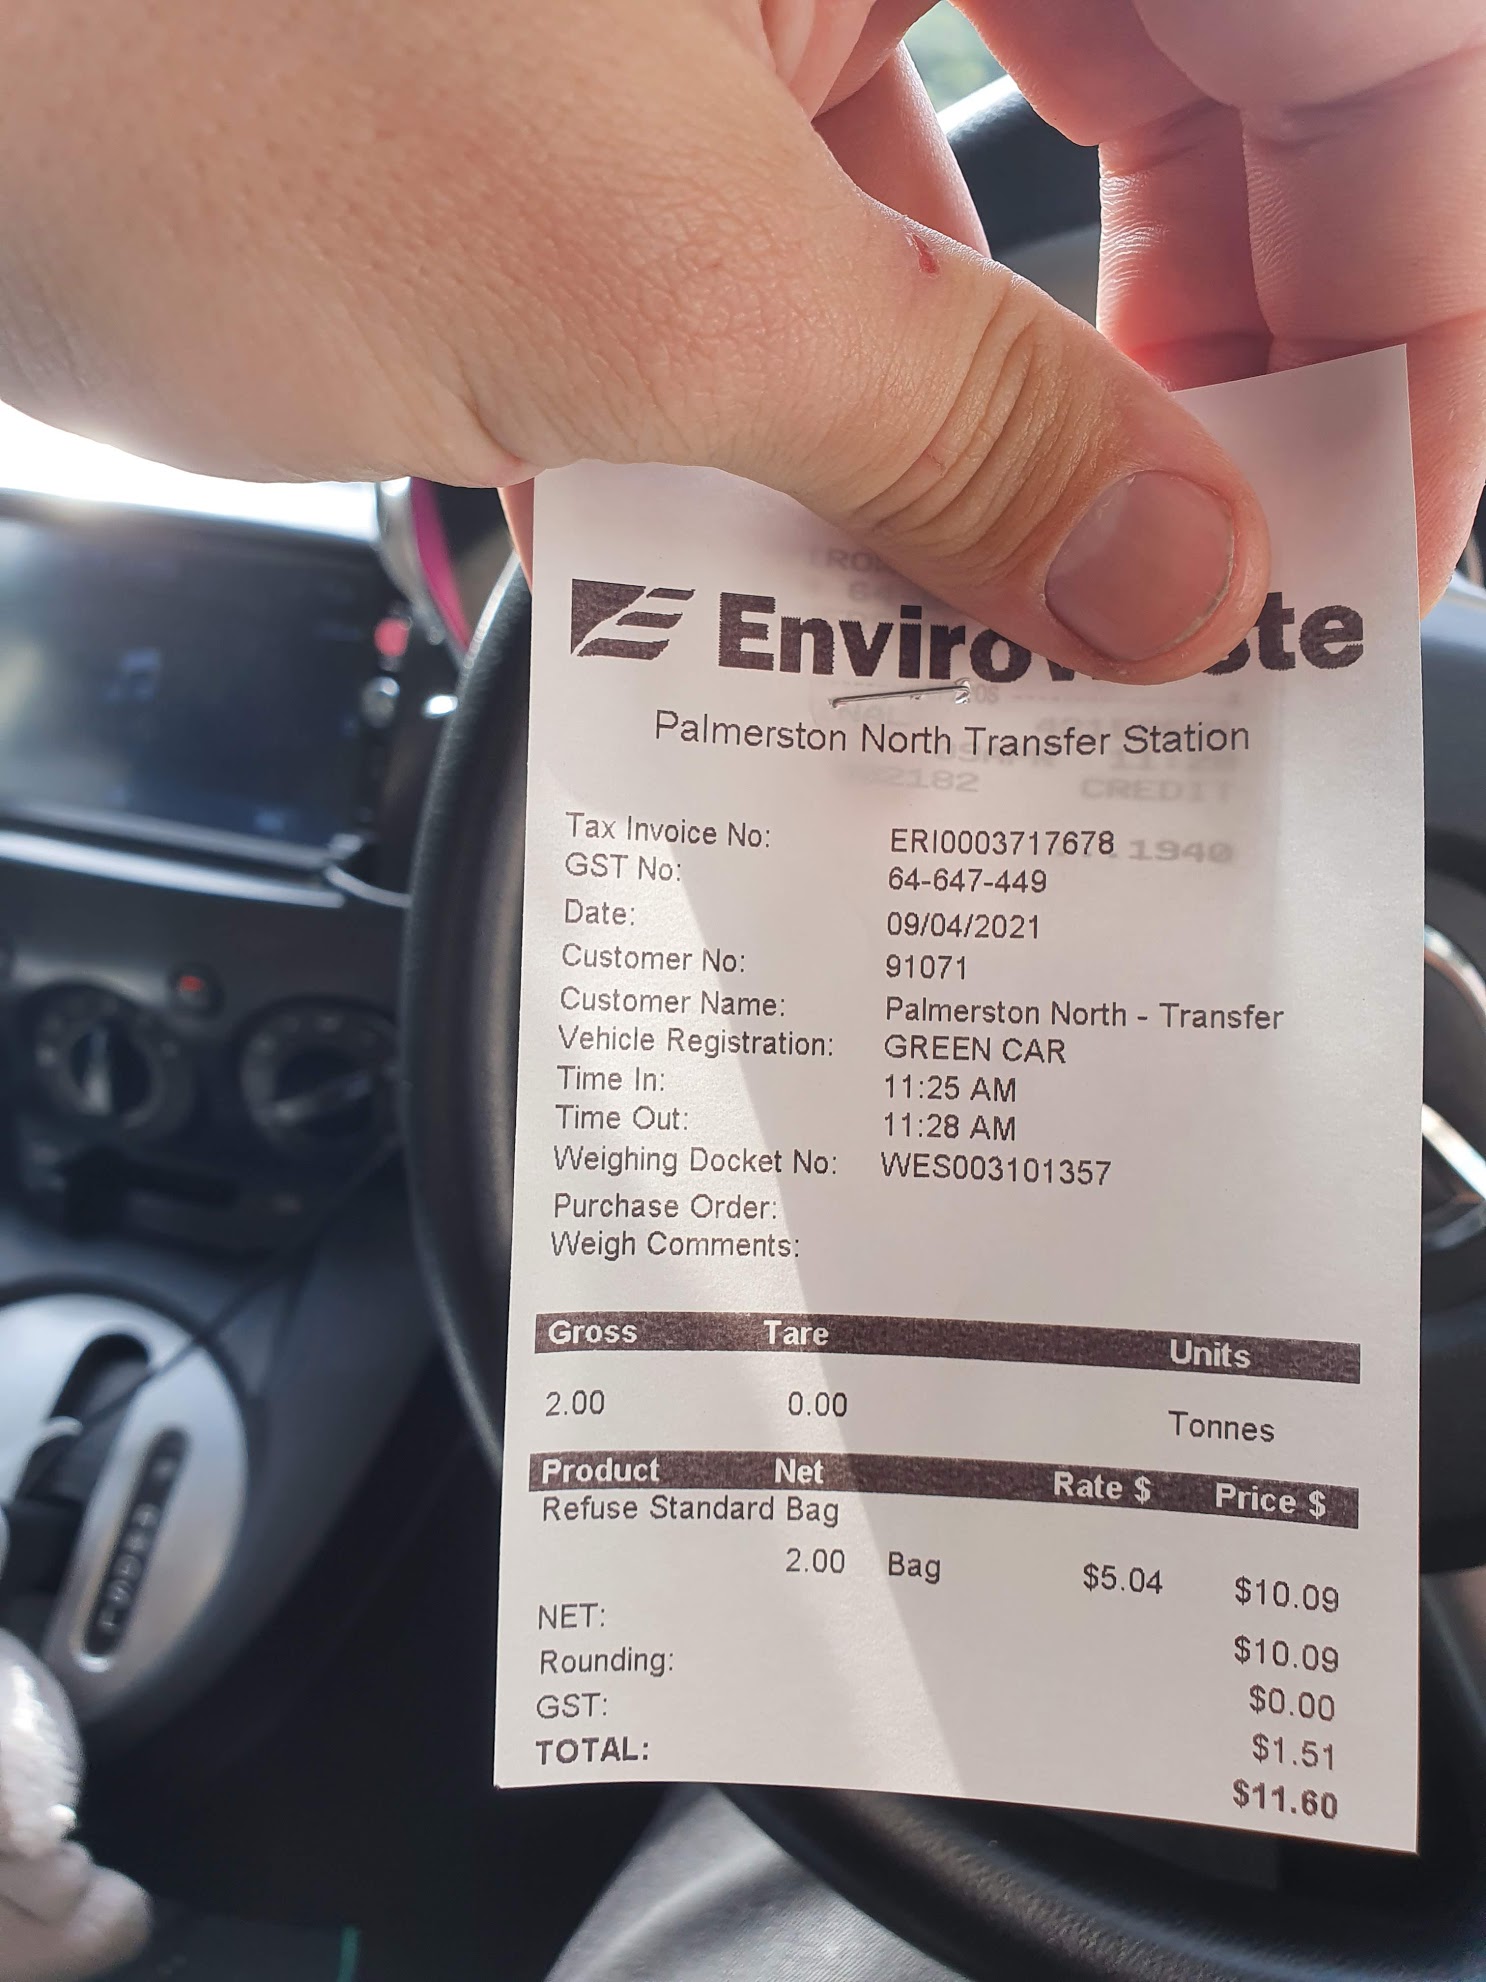 Palmerston North Transfer Station
Tax Invoice No: ERI0003717678
GST No: 64-647-449
Date: 09/04/2021
Customer No: 91071
Customer Name: Palmerston North - Transfer
Vehicle Registration: GREEN CAR
Time In: 11:25 AM
Time Out: 11:28 AM
Weighing Docket No: WES003101357
Purchase Order:
Weigh Comments:
Gross Tare Units
2.00 0.00 Tonnes
Product Net Rate $ Price $
Refuse Standard Bag
2.00 Bag $5.04 $10.09
NET: $10.09
Rounding: $0.00
GST: $1.51
TOTAL: $11.60